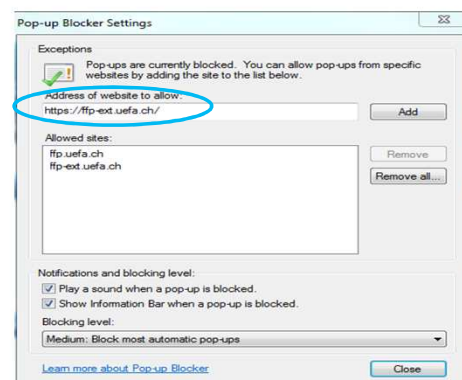 Pop-up Blocker Settings
Exceptions
Pop-ups are currently blocked. You can allow pop-ups from specific
websites by adding the site to the list below.
Address of website to allow:
https://ffp-ext.uefa.ch/
Add
Allowed sites:
ffp.uefa.ch
ffp-ext.uefa.ch
Remove
Remove all...
Notifications and blocking level:
Play a sound when a pop-up is blocked.
Show Information Bar when a pop-up is blocked.
Blocking level:
Medium: Block most automatic pop-ups
Learn more about Pop-up Blocker
Close